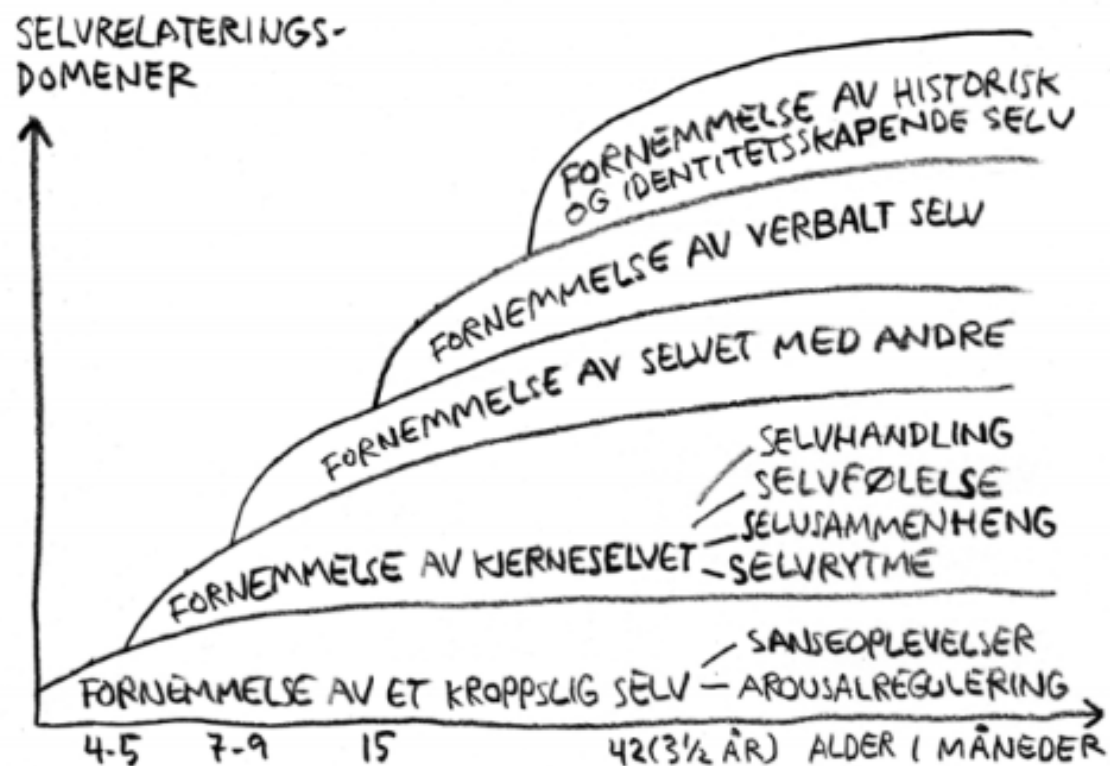 SELVRELATERINGS-
DOMENER
FORNEMMELSE AV HISTORISK
OG IDENTITETSSKAPENDE SELV
FORNEMMELSE AV VERBALT SELV
FORNEMMELSE AV SELVET MED ANDRE
SELVHANDLING
SELVFØLELSE
SELVSAMMENHENG
FORNEMMELSE AV KJERNESELVET
SELVRYTME
SANSEOPLEVELSER
FORNEMMELSE AV ET KROPPSLIG SELV
AROUSALREGULERING
4-5 7-9 15 42 (3½ ÅR) ALDER I MÅNEDER